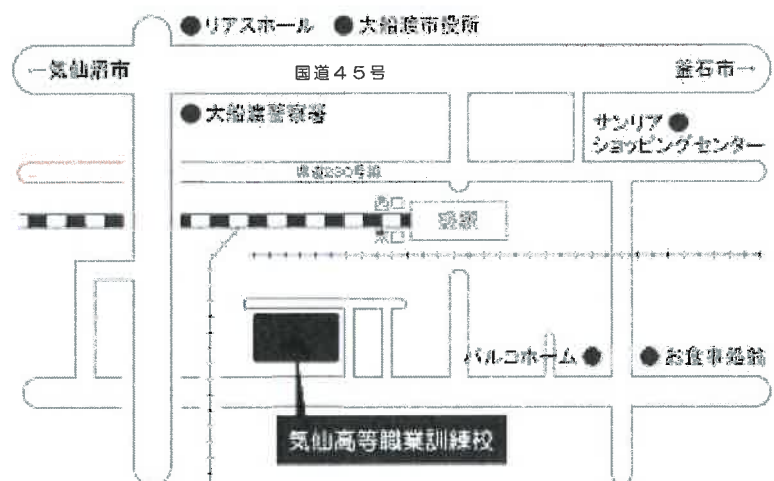 ●リアスホール ●大船渡市役所
←気仙沼市
国道４５号
釜石市→
●大船渡警察署
サンリア●
ショッピングセンター
県道230号線
西口
盛駅
東口
パルコホーム●
●お食事処
気仙高等職業訓練校